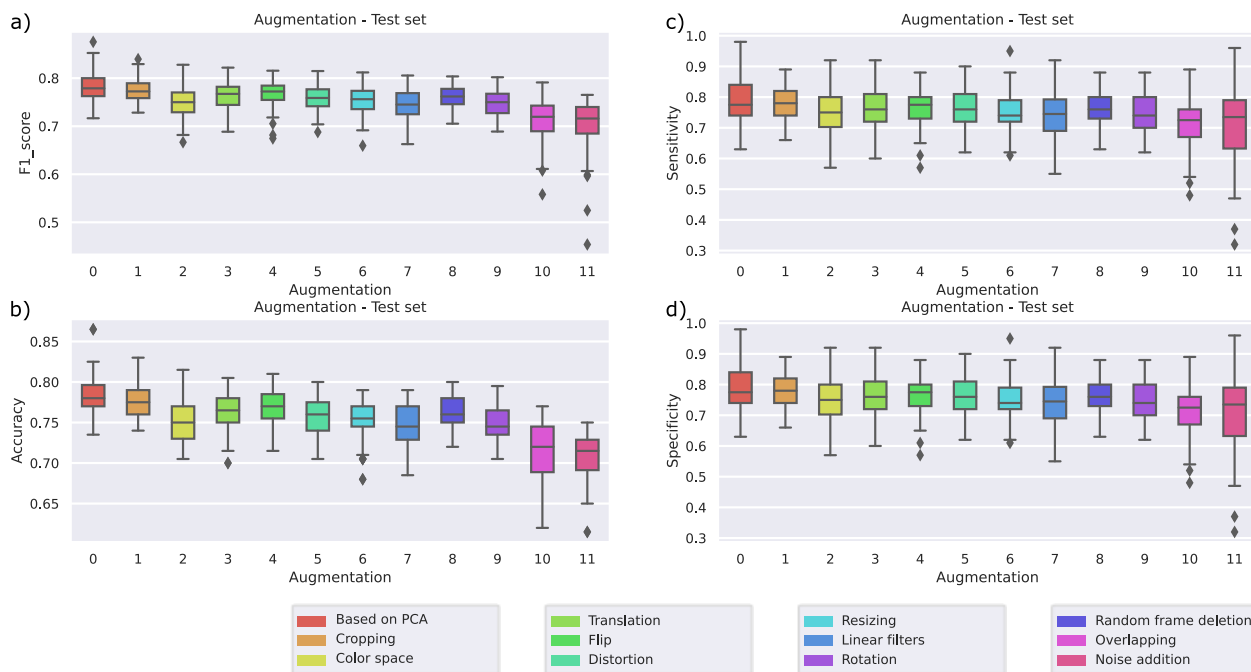 a)
Augmentation - Test set
F1_score
0.8
0.7
0.6
0.5
0 1 2 3 4 5 6 7 8 9 10 11
Augmentation
c)
Augmentation - Test set
Sensitivity
1.0
0.9
0.8
0.7
0.6
0.5
0.4
0.3
0 1 2 3 4 5 6 7 8 9 10 11
Augmentation
b)
Augmentation - Test set
Accuracy
0.85
0.80
0.75
0.70
0.65
0 1 2 3 4 5 6 7 8 9 10 11
Augmentation
d)
Augmentation - Test set
Specificity
1.0
0.9
0.8
0.7
0.6
0.5
0.4
0.3
0 1 2 3 4 5 6 7 8 9 10 11
Augmentation
Based on PCA
Cropping
Color space
Translation
Flip
Distortion
Resizing
Linear filters
Rotation
Random frame deletion
Overlapping
Noise addition